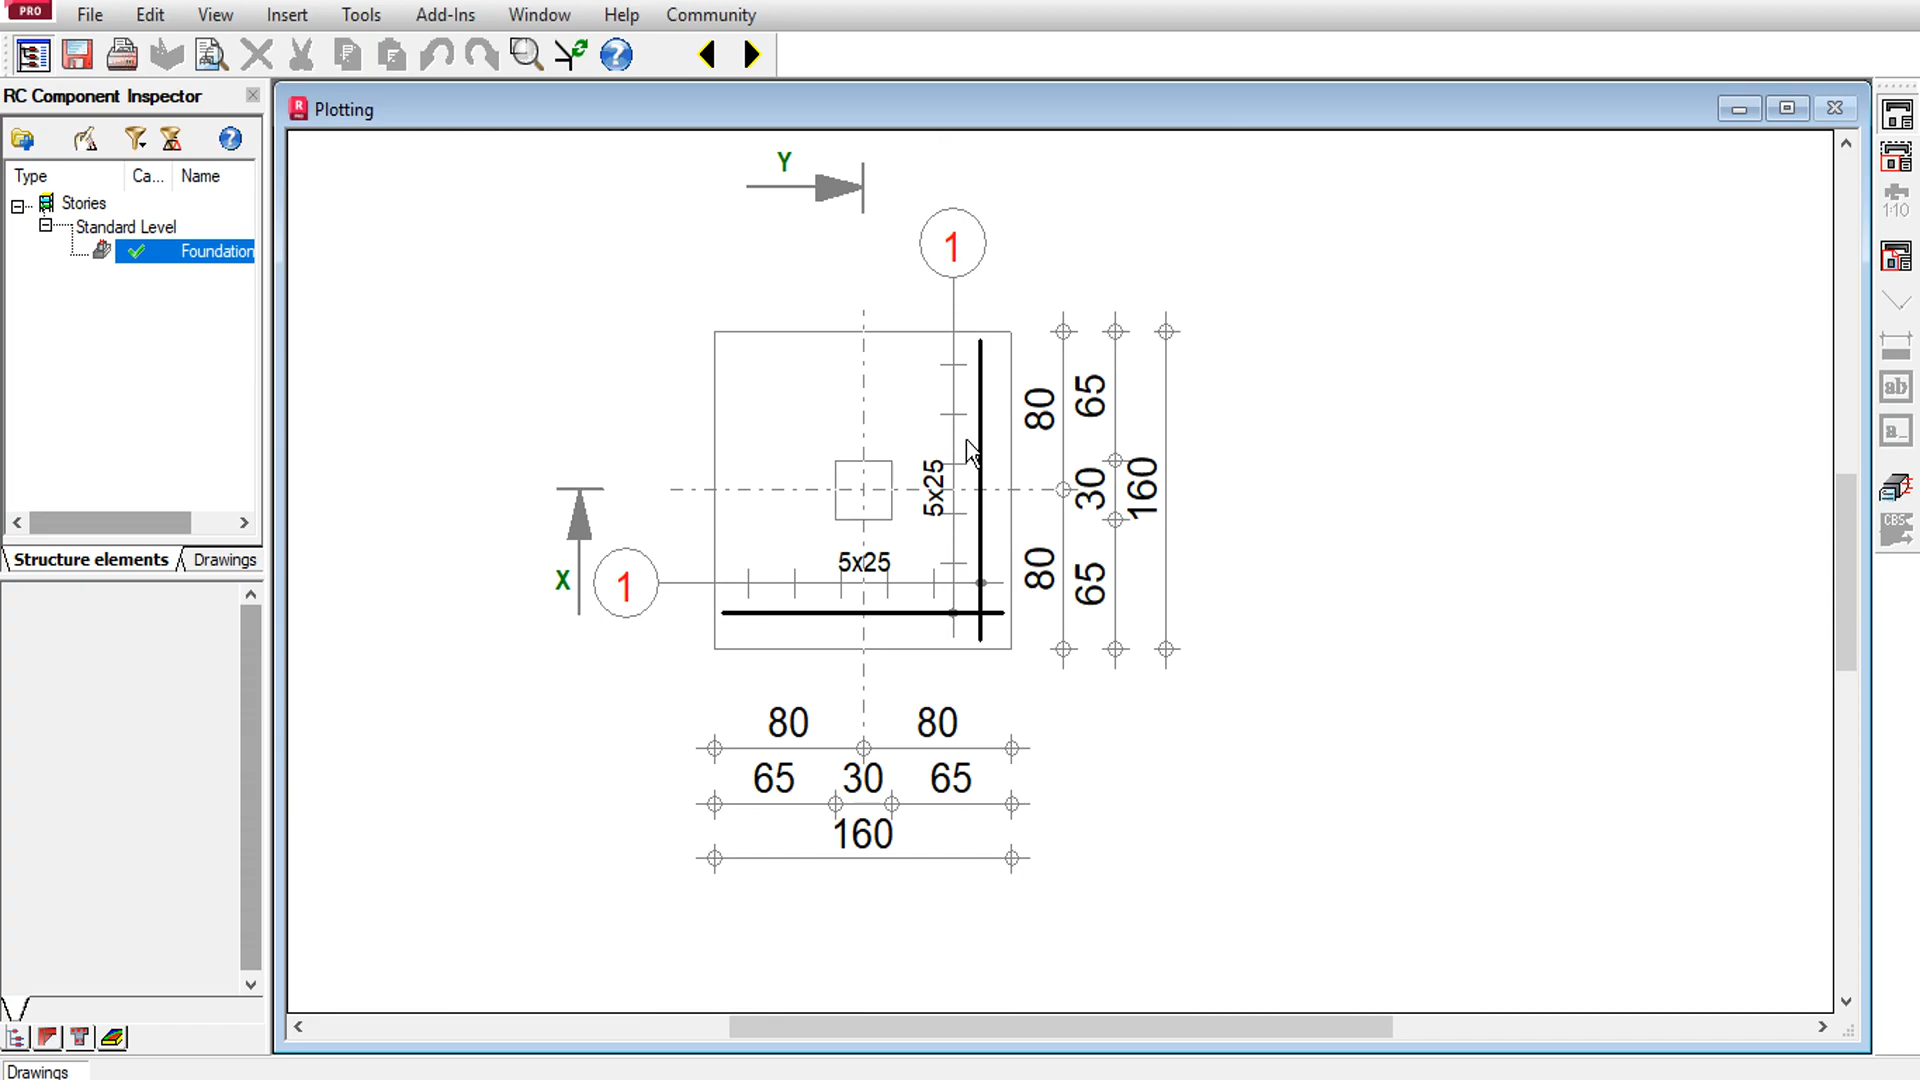 PRO File Edit View Insert Tools Add-Ins Window Help Community
RC Component Inspector
Type Ca... Name
Stories
Standard Level
Foundation
Structure elements Drawings
Drawings
R Plotting
Y
1
5x25
5x25
X 1
80 65
30 160
80 65
80 80
65 30 65
160
1:10
ab
a_
CBS